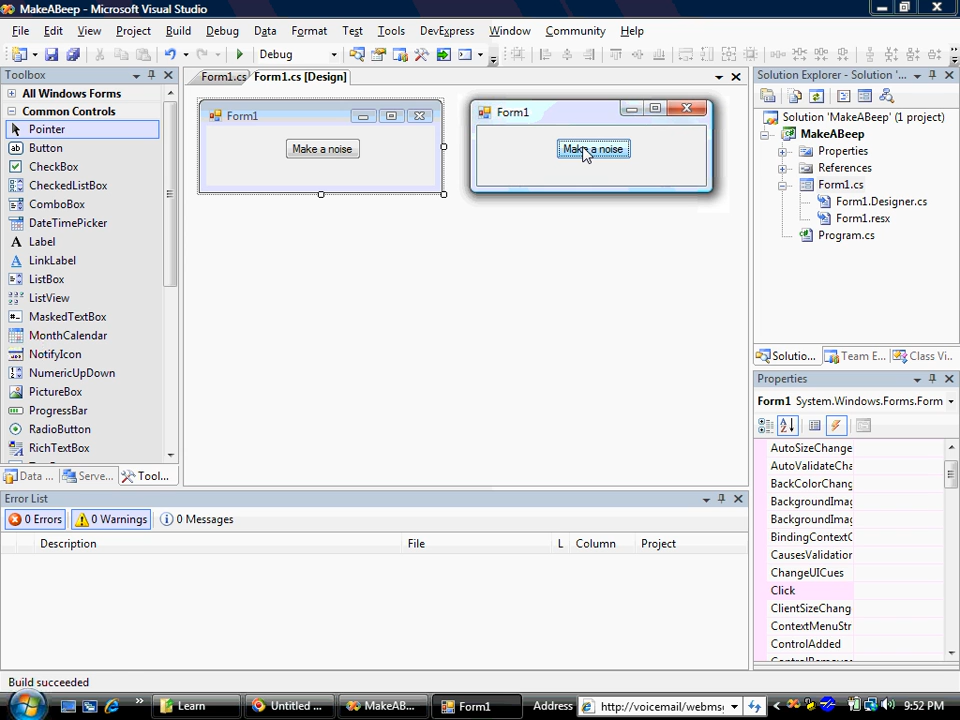 MakeABeep - Microsoft Visual Studio
File Edit View Project Build Debug Format Test Tools DevExpress Window Community Help
Data
Debug
Toolbox
All Windows Forms
Common Controls
Pointer
Button
CheckBox
CheckedListBox
ComboBox
DateTimePicker
Label
LinkLabel
ListBox
ListView
MaskedTextBox
MonthCalendar
NotifyIcon
NumericUpDown
PictureBox
ProgressBar
RadioButton
RichTextBox
Data ... Serve... Tool...
Form1.cs Form1.cs [Design]
Form1
Make a noise
Form1
Make a noise
Solution Explorer - Solution '...
Solution 'MakeABeep' (1 project)
MakeABeep
Properties
References
Form1.cs
Form1.Designer.cs
Form1.resx
Program.cs
Solutio... Team E... Class Vi...
Properties
Form1 System.Windows.Forms.Form
AutoSizeChange
AutoValidateCha
BackColorChang
BackgroundImag
BackgroundImag
BindingContextC
CausesValidation
ChangeUICues
Click
ClientSizeChang
ContextMenuStr
ControlAdded
Error List
0 Errors 0 Warnings 0 Messages
Description File L Column Project
Build succeeded
Learn Untitled ... MakeAB... Form1 Address http://voicemail/webmsg 9:52 PM